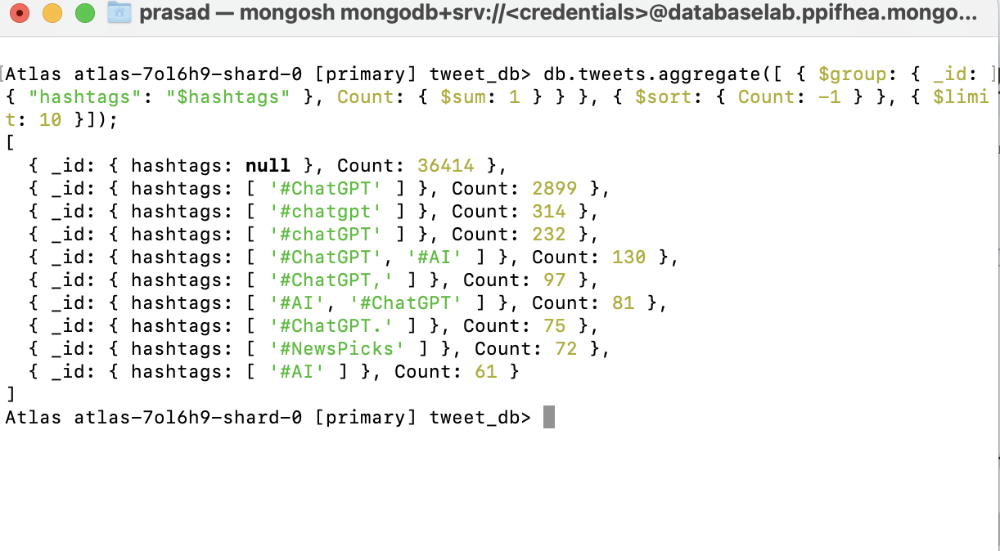 prasad — mongosh mongodb+srv://<credentials>@databaselab.ppifhea.mongo...
[Atlas atlas-7ol6h9-shard-0 [primary] tweet_db> db.tweets.aggregate([ { $group: { _id: ]
{ "hashtags": "$hashtags" }, Count: { $sum: 1 } } }, { $sort: { Count: -1 } }, { $limi
t: 10 }]);
[
  { _id: { hashtags: null }, Count: 36414 },
  { _id: { hashtags: [ '#ChatGPT' ] }, Count: 2899 },
  { _id: { hashtags: [ '#chatgpt' ] }, Count: 314 },
  { _id: { hashtags: [ '#chatGPT' ] }, Count: 232 },
  { _id: { hashtags: [ '#ChatGPT', '#AI' ] }, Count: 130 },
  { _id: { hashtags: [ '#ChatGPT,' ] }, Count: 97 },
  { _id: { hashtags: [ '#AI', '#ChatGPT' ] }, Count: 81 },
  { _id: { hashtags: [ '#ChatGPT.' ] }, Count: 75 },
  { _id: { hashtags: [ '#NewsPicks' ] }, Count: 72 },
  { _id: { hashtags: [ '#AI' ] }, Count: 61 }
]
Atlas atlas-7ol6h9-shard-0 [primary] tweet_db>